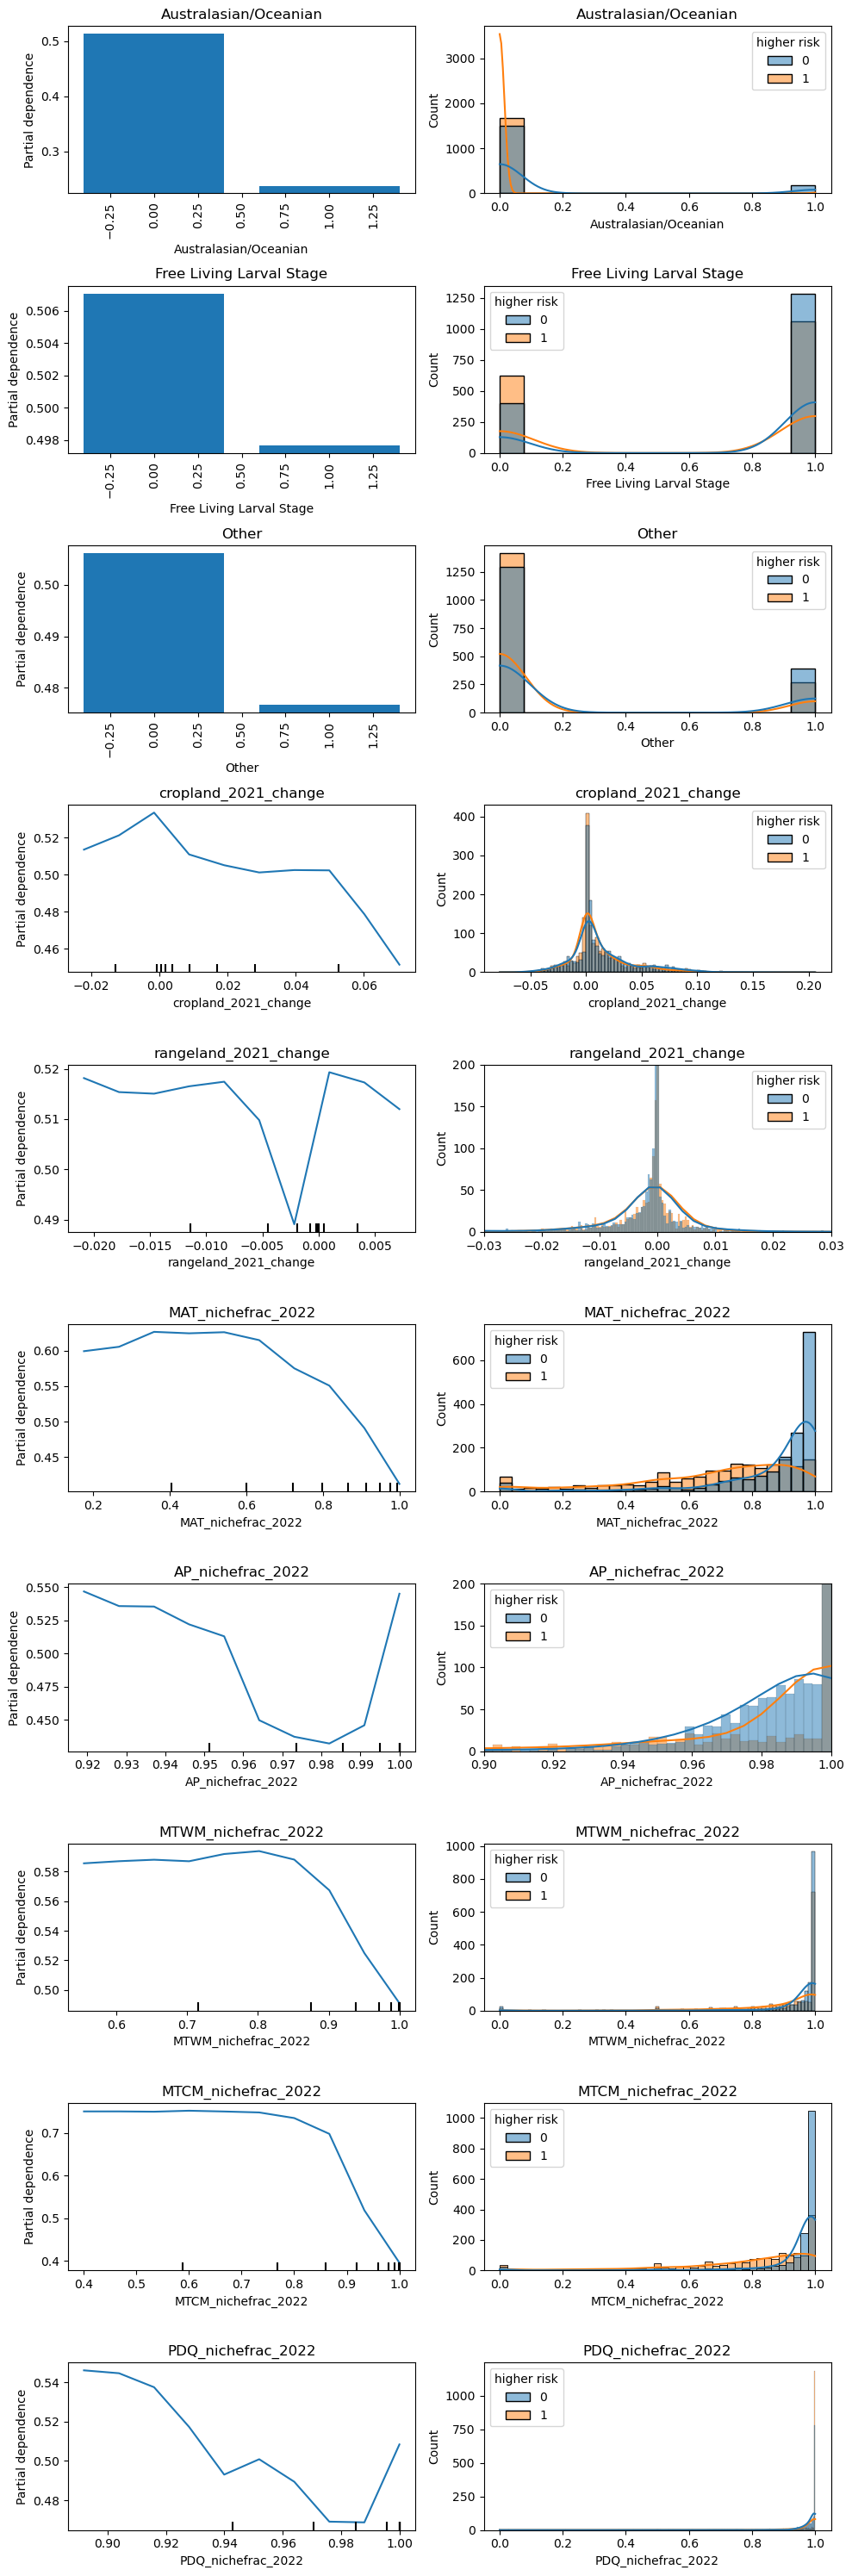 Australasian/Oceanian
Partial dependence
0.5
0.4
0.3
−0.25
0.00
0.25
0.50
0.75
1.00
1.25
Australasian/Oceanian
Australasian/Oceanian
Count
3000
2000
1000
0
higher risk
0
1
0.0 0.2 0.4 0.6 0.8 1.0
Australasian/Oceanian
Free Living Larval Stage
Partial dependence
0.506
0.504
0.502
0.500
0.498
−0.25
0.00
0.25
0.50
0.75
1.00
1.25
Free Living Larval Stage
Free Living Larval Stage
Count
1250
1000
750
500
250
0
higher risk
0
1
0.0 0.2 0.4 0.6 0.8 1.0
Free Living Larval Stage
Other
Partial dependence
0.50
0.49
0.48
−0.25
0.00
0.25
0.50
0.75
1.00
1.25
Other
Other
Count
1250
1000
750
500
250
0
higher risk
0
1
0.0 0.2 0.4 0.6 0.8 1.0
Other
cropland_2021_change
Partial dependence
0.52
0.50
0.48
0.46
−0.02 0.00 0.02 0.04 0.06
cropland_2021_change
cropland_2021_change
Count
400
300
200
100
0
higher risk
0
1
−0.05 0.00 0.05 0.10 0.15 0.20
cropland_2021_change
rangeland_2021_change
Partial dependence
0.52
0.51
0.50
0.49
−0.020 −0.015 −0.010 −0.005 0.000 0.005
rangeland_2021_change
rangeland_2021_change
Count
200
150
100
50
0
higher risk
0
1
−0.03 −0.02 −0.01 0.00 0.01 0.02 0.03
rangeland_2021_change
MAT_nichefrac_2022
Partial dependence
0.60
0.55
0.50
0.45
0.2 0.4 0.6 0.8 1.0
MAT_nichefrac_2022
MAT_nichefrac_2022
Count
600
400
200
0
higher risk
0
1
0.0 0.2 0.4 0.6 0.8 1.0
MAT_nichefrac_2022
AP_nichefrac_2022
Partial dependence
0.550
0.525
0.500
0.475
0.450
0.92 0.93 0.94 0.95 0.96 0.97 0.98 0.99 1.00
AP_nichefrac_2022
AP_nichefrac_2022
Count
200
150
100
50
0
higher risk
0
1
0.90 0.92 0.94 0.96 0.98 1.00
AP_nichefrac_2022
MTWM_nichefrac_2022
Partial dependence
0.58
0.56
0.54
0.52
0.50
0.6 0.7 0.8 0.9 1.0
MTWM_nichefrac_2022
MTWM_nichefrac_2022
Count
1000
800
600
400
200
0
higher risk
0
1
0.0 0.2 0.4 0.6 0.8 1.0
MTWM_nichefrac_2022
MTCM_nichefrac_2022
Partial dependence
0.7
0.6
0.5
0.4
0.4 0.5 0.6 0.7 0.8 0.9 1.0
MTCM_nichefrac_2022
MTCM_nichefrac_2022
Count
1000
800
600
400
200
0
higher risk
0
1
0.0 0.2 0.4 0.6 0.8 1.0
MTCM_nichefrac_2022
PDQ_nichefrac_2022
Partial dependence
0.54
0.52
0.50
0.48
0.90 0.92 0.94 0.96 0.98 1.00
PDQ_nichefrac_2022
PDQ_nichefrac_2022
Count
1000
750
500
250
0
higher risk
0
1
0.0 0.2 0.4 0.6 0.8 1.0
PDQ_nichefrac_2022